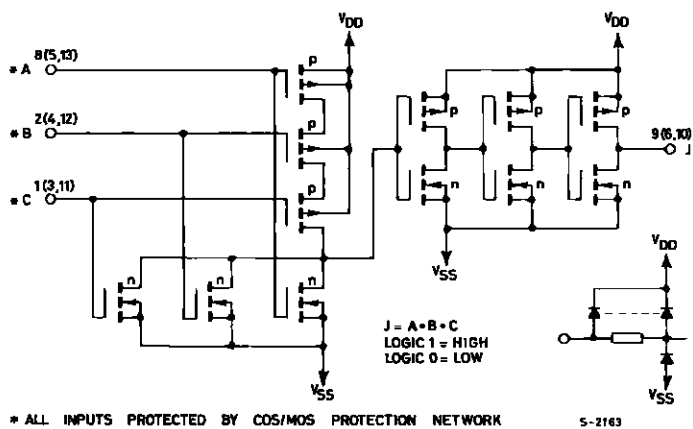 VDD
VDD
8(5,13)
* A
p
2(4,12)
* B
p
p
p
p
9(6,10)
J
1(3,11)
* C
p
n
n
n
n
n
n
VSS
VDD
J = A+B+C
LOGIC 1 = HIGH
LOGIC 0 = LOW
VSS
VSS
* ALL INPUTS PROTECTED BY COS/MOS PROTECTION NETWORK
S-2163